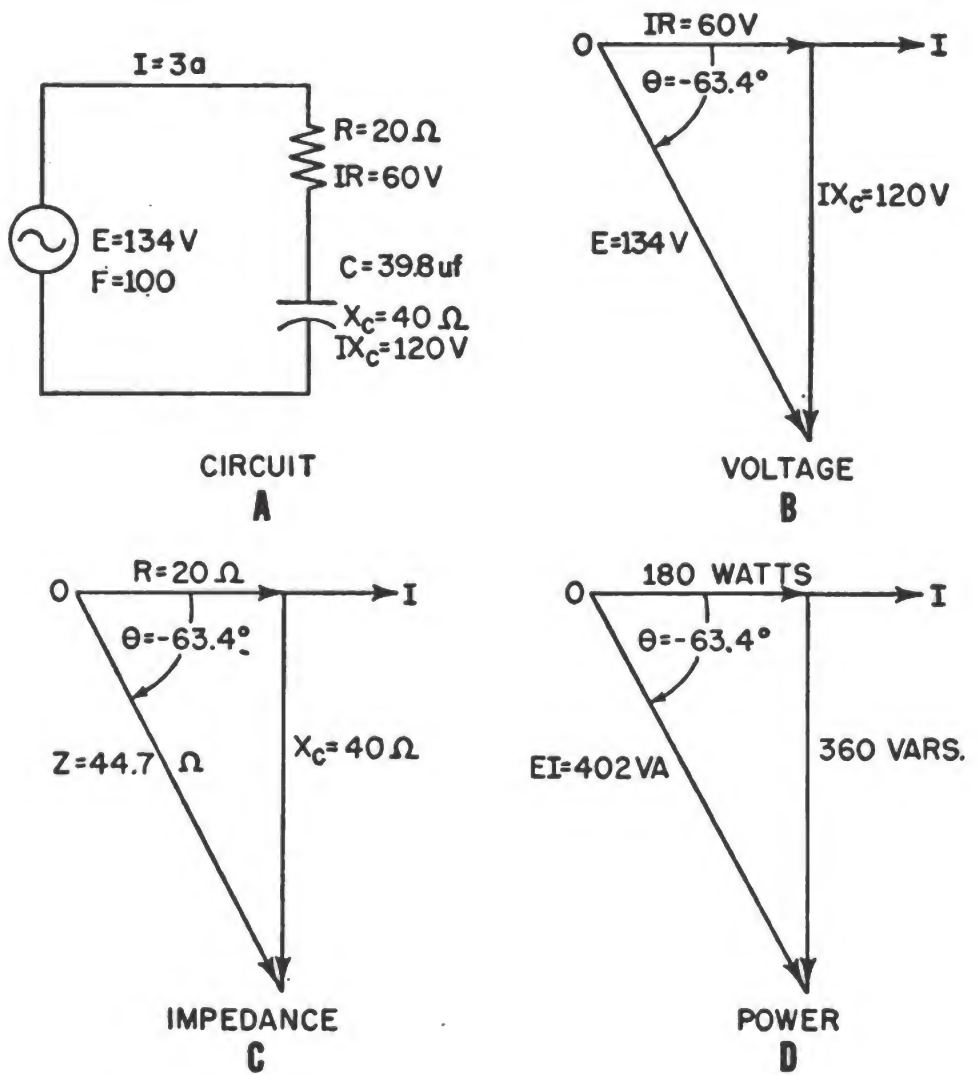 I=3a
R=20Ω
IR=60V
E=134V
F=100
C=39.8uf
XC=40Ω
IXC=120V
CIRCUIT
A
IR=60V
O
I
θ=-63.4°
IXC=120V
E=134V
VOLTAGE
B
R=20Ω
O
I
θ=-63.4°
Z=44.7 Ω
XC=40Ω
IMPEDANCE
C
180 WATTS
O
I
θ=-63.4°
EI=402VA
360 VARS.
POWER
D